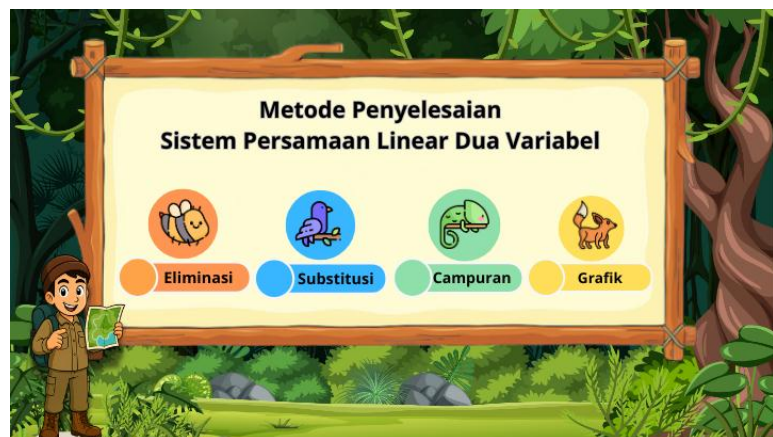 Metode Penyelesaian
Sistem Persamaan Linear Dua Variabel
Eliminasi
Substitusi
Campuran
Grafik